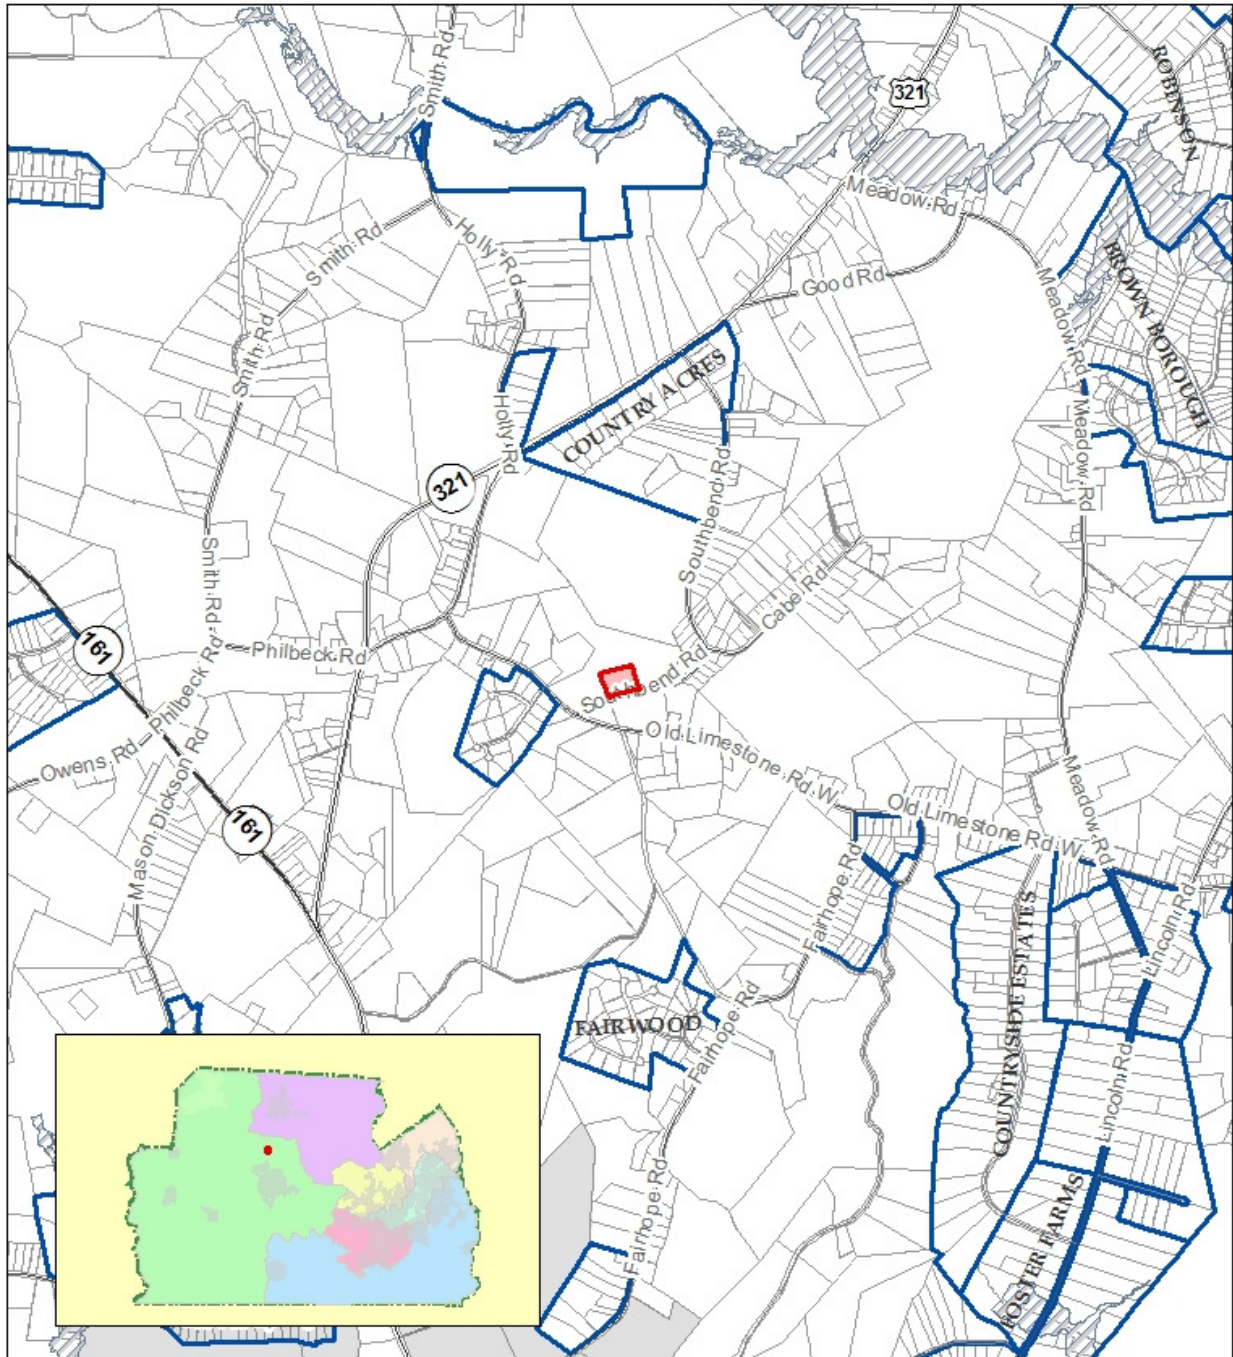 Smith Rd
321
ROBINSON
Meadow Rd
Smith Rd
Holly Rd
Good Rd
BROWN BOROUGH
Meadow Rd
Smith Rd
COUNTRY ACRES
Holly Rd
Meadow Rd
321
Southbend Rd
Smith Rd
Cabe Rd
161
Philbeck Rd
Philbeck Rd
Southbend Rd
Old Limestone Rd W
Owens Rd
Mason Dickson Rd
161
Meadow Rd
Old Limestone Rd W
Fairhope Rd
Lincoln Rd
COUNTRYSIDE ESTATES
FAIRWOOD
Fairhope Rd
Lincoln Rd
Fairhope Rd
FOSTER FARMS